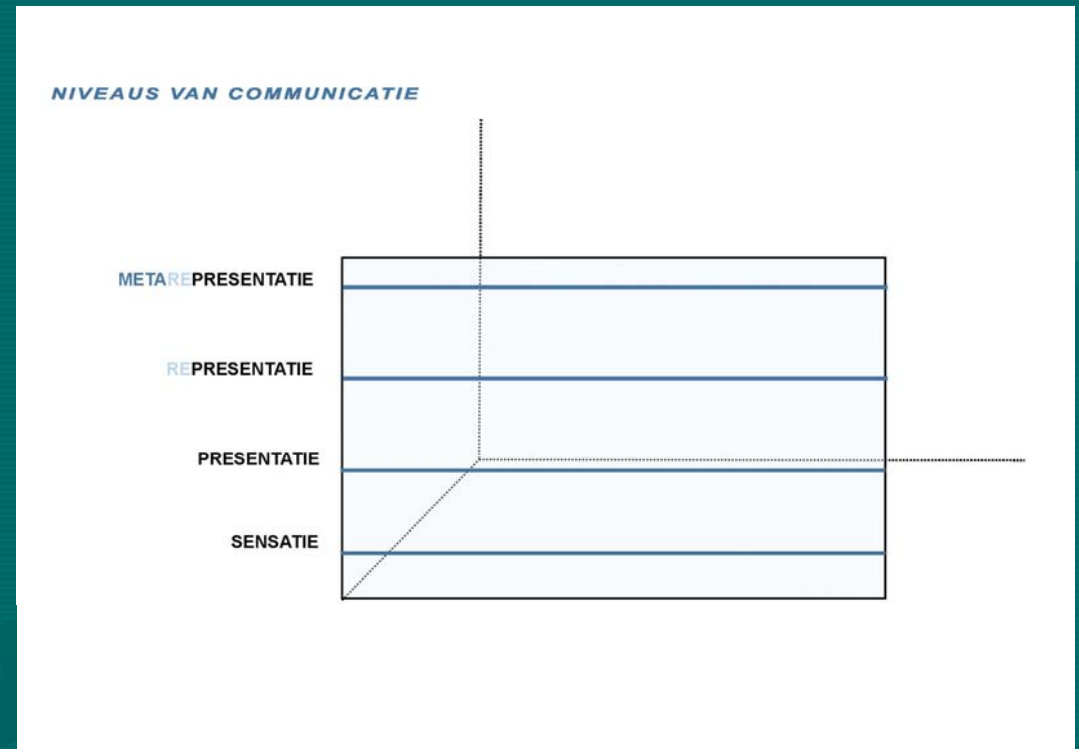 NIVEAUS VAN COMMUNICATIE
METAREPRESENTATIE
REPRESENTATIE
PRESENTATIE
SENSATIE